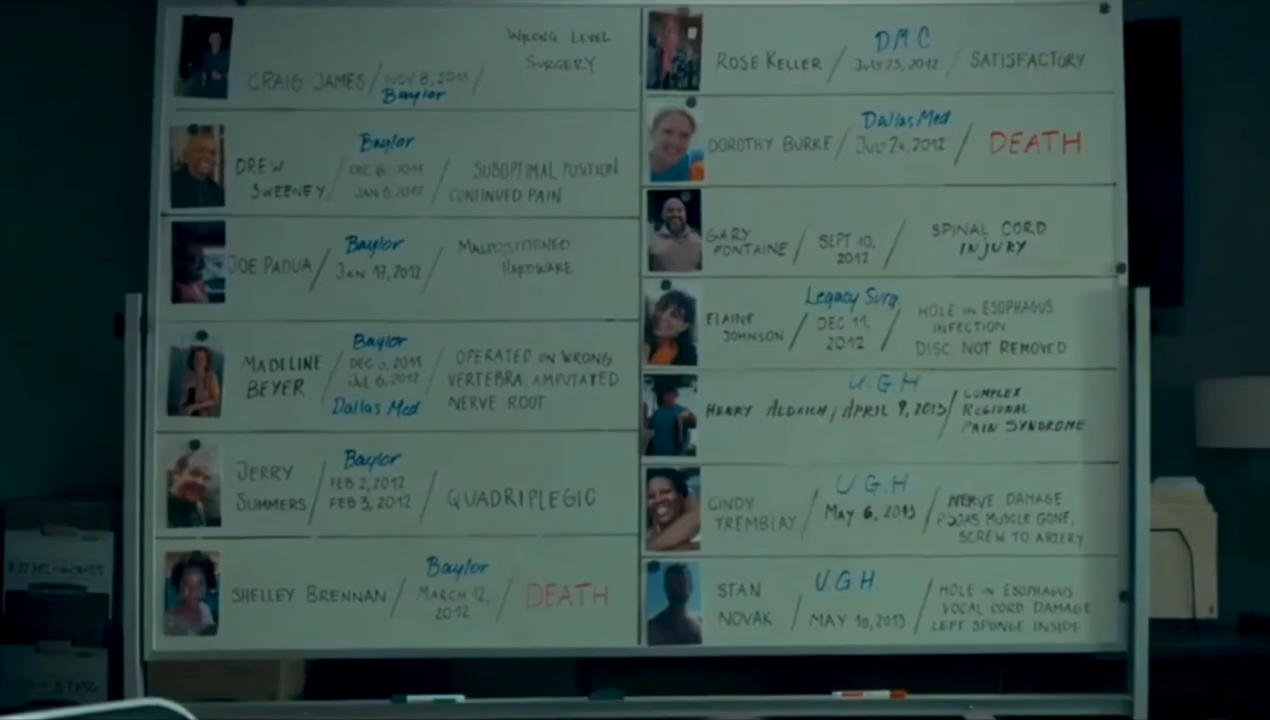 WRONG LEVEL
SURGERY
CRAIG JAMES / NOV 8, 2011 /
Baylor
Baylor
DREW / DEC 6 2011 / SUBOPTIMAL POSITION
SWEENEY / JAN 6, 2012 CONTINUED PAIN
Baylor
JOE PADUA / JAN 17, 2012 / MALPOSITIONED
HARDWARE
Baylor
MADELINE / DEC 2011 / OPERATED ON WRONG
BEYER JUL 6, 2012 VERTEBRA, AMPUTATED
Dallas Med NERVE ROOT
Baylor
JERRY / FEB 2, 2012 /
SUMMERS FEB 3, 2012 QUADRIPLEGIC
Baylor
SHELLEY BRENNAN / MARCH 12, / DEATH
2012
DMC
ROSE KELLER / JULY 23, 2012 / SATISFACTORY
Dallas Med
DOROTHY BURKE / JULY 24, 2012 / DEATH
GARY / SEPT 10, / SPINAL CORD
FONTAINE 2012 INJURY
Legacy Surg.
ELAINE / DEC 11, / HOLE IN ESOPHAGUS
JOHNSON 2012 INFECTION
DISC NOT REMOVED
U.G.H
HENRY ALDRICH / APRIL 9, 2013 / COMPLEX
REGIONAL
PAIN SYNDROME
U.G.H
CINDY / MAY 6, 2013 / NERVE DAMAGE
TREMBLAY PSOAS MUSCLE GONE,
SCREW TO ARTERY
U.G.H
STAN / MAY 10, 2013 / HOLE IN ESOPHAGUS
NOVAK VOCAL CORD DAMAGE
LEFT SPONGE INSIDE